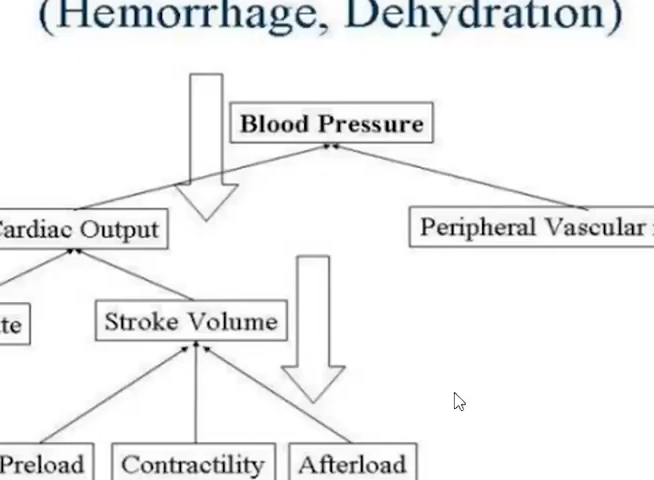 (Hemorrhage, Dehydration)
Blood Pressure
Cardiac Output
Peripheral Vascular
Stroke Volume
Preload
Contractility
Afterload